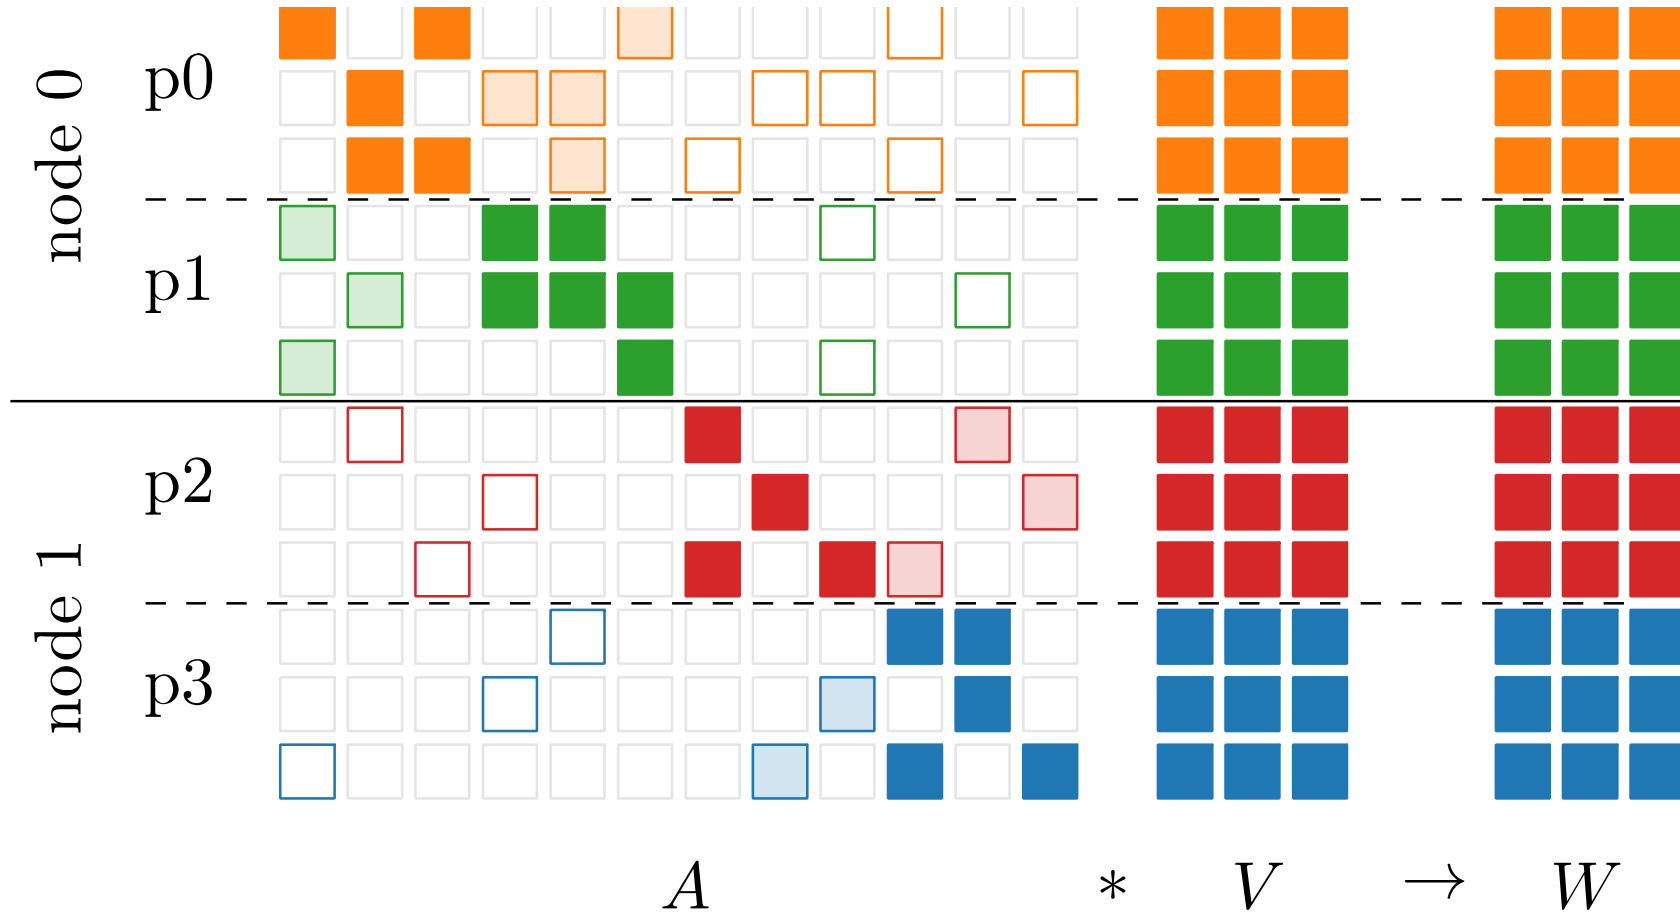 node 0
p0
p1
node 1
p2
p3
A * V → W